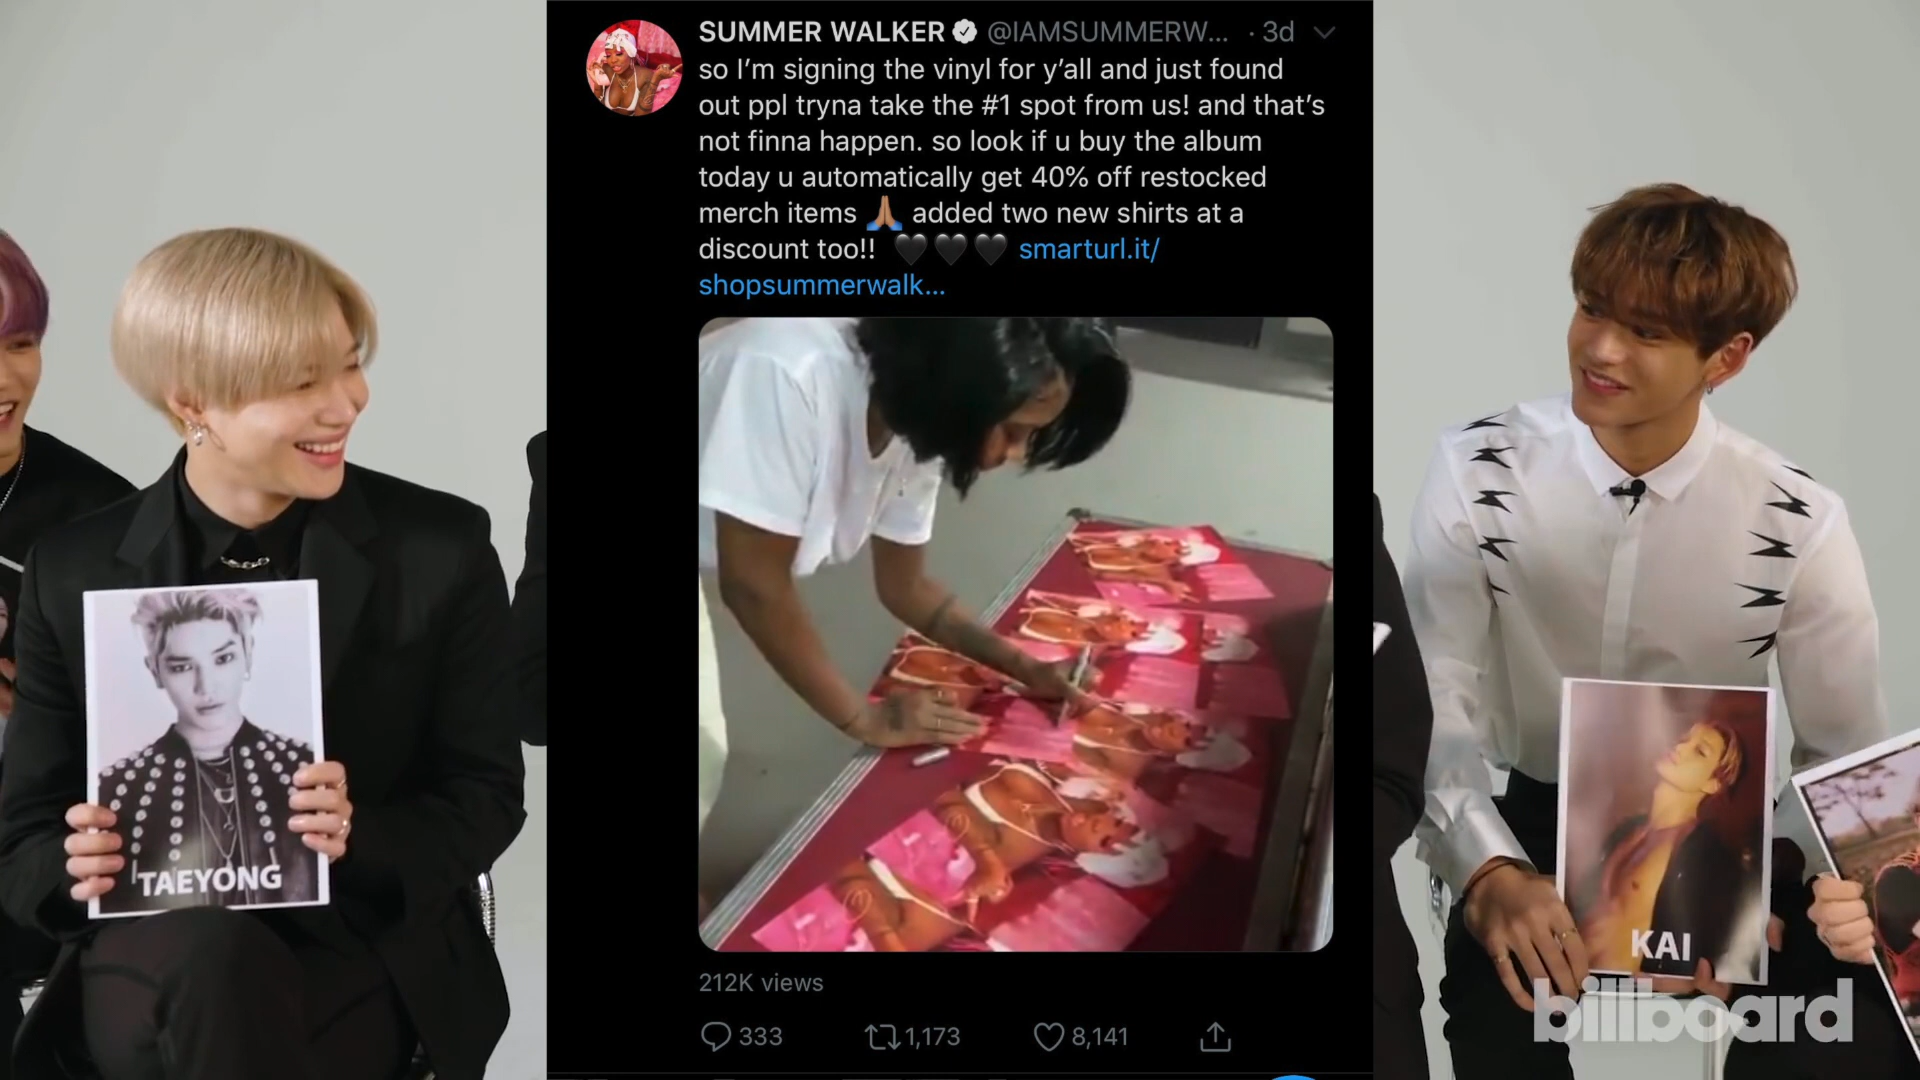 SUMMER WALKER @IAMSUMMERW... · 3d
so I'm signing the vinyl for y'all and just found
out ppl tryna take the #1 spot from us! and that's
not finna happen. so look if u buy the album
today u automatically get 40% off restocked
merch items 🙏🏽 added two new shirts at a
discount too!! 🖤🖤🖤 smarturl.it/
shopsummerwalk...
212K views
333 1,173 8,141
TAEYONG
KAI
billboard